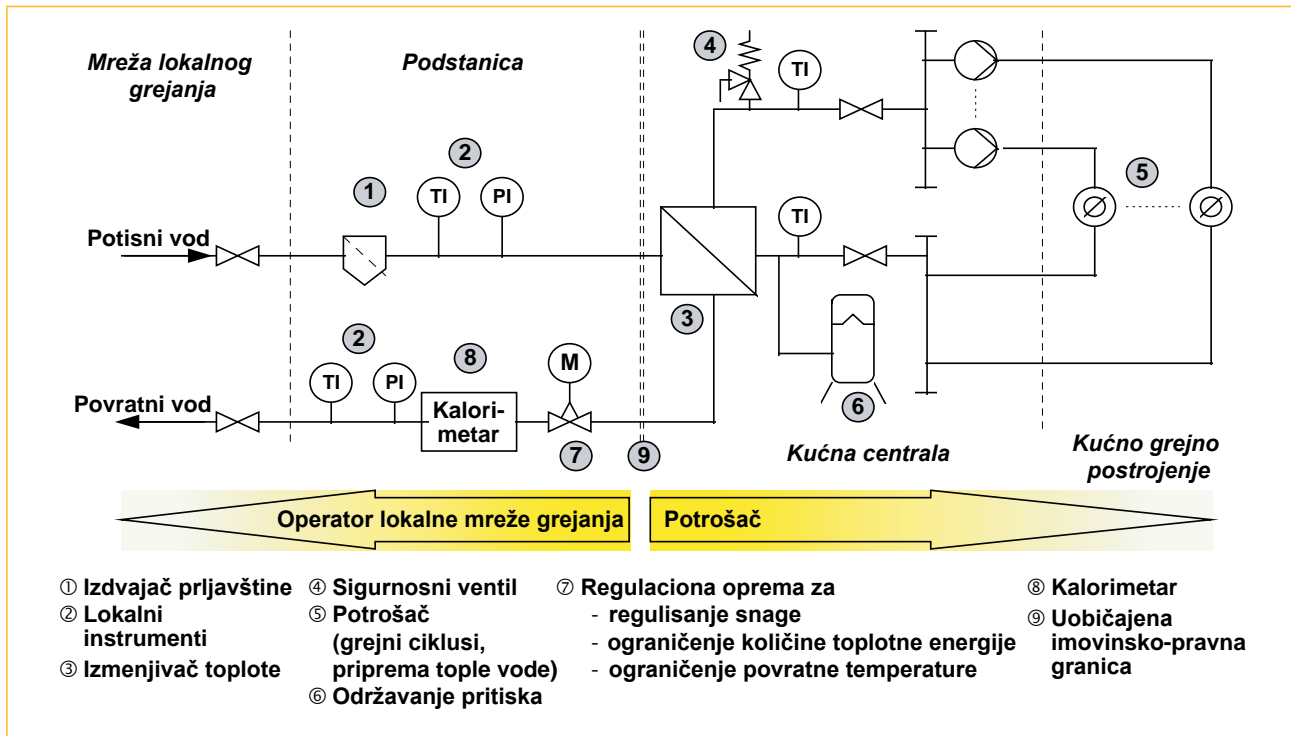 Mreža lokalnog
grejanja
Podstanica
4
TI
2
1
TI
PI
5
TI
Potisni vod
3
2
8
M
TI
PI
Kalori-
metar
Povratni vod
6
7
9
Kućna centrala
Kućno grejno
postrojenje
Operator lokalne mreže grejanja
Potrošač
① Izdvajač prljavštine
② Lokalni
instrumenti
③ Izmenjivač toplote
④ Sigurnosni ventil
⑤ Potrošač
(grejni ciklusi,
priprema tople vode)
⑥ Održavanje pritiska
⑦ Regulaciona oprema za
- regulisanje snage
- ograničenje količine toplotne energije
- ograničenje povratne temperature
⑧ Kalorimetar
⑨ Uobičajena
imovinsko-pravna
granica